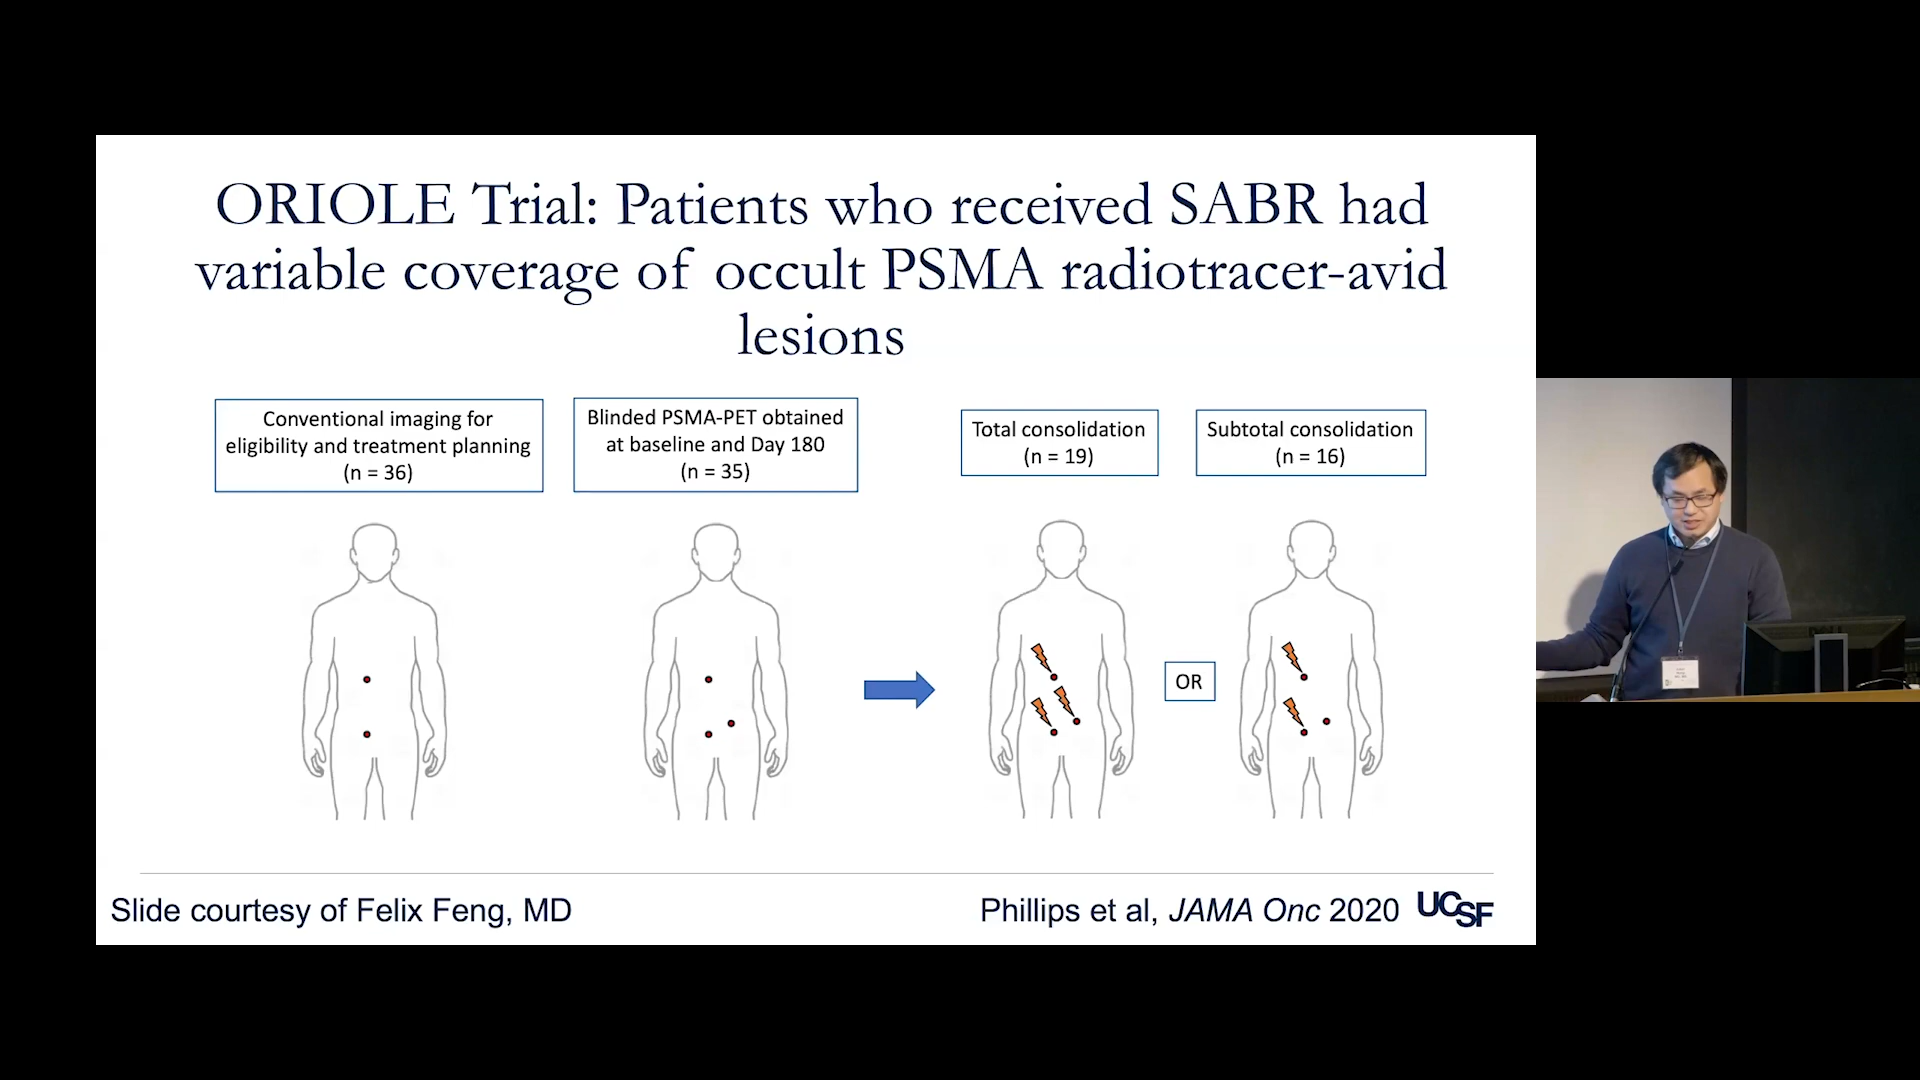 ORIOLE Trial: Patients who received SABR had
variable coverage of occult PSMA radiotracer-avid
lesions
Conventional imaging for
eligibility and treatment planning
(n = 36)
Blinded PSMA-PET obtained
at baseline and Day 180
(n = 35)
Total consolidation
(n = 19)
Subtotal consolidation
(n = 16)
OR
Slide courtesy of Felix Feng, MD
Phillips et al, JAMA Onc 2020
UCSF